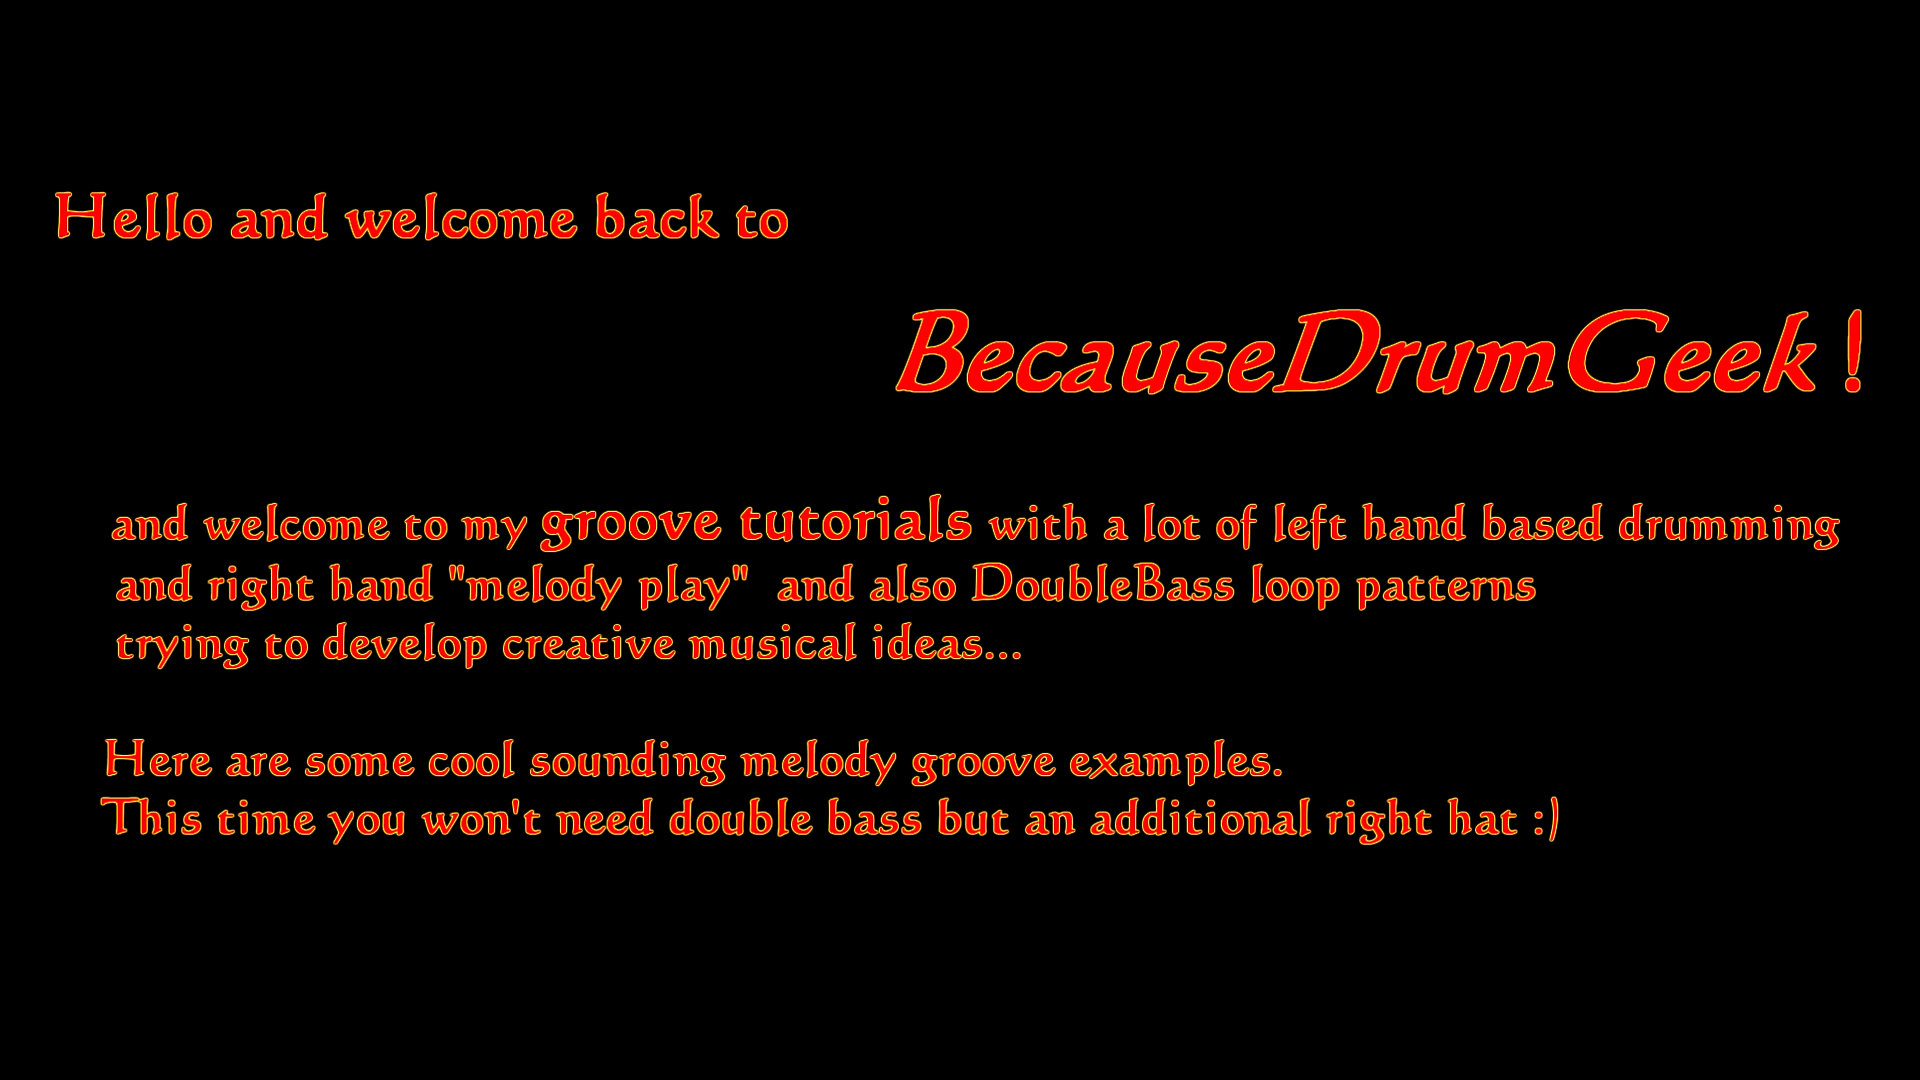 Hello and welcome back to
BecauseDrumGeek !
and welcome to my groove tutorials with a lot of left hand based drumming
and right hand "melody play"  and also DoubleBass loop patterns
trying to develop creative musical ideas...
Here are some cool sounding melody groove examples.
This time you won't need double bass but an additional right hat :)